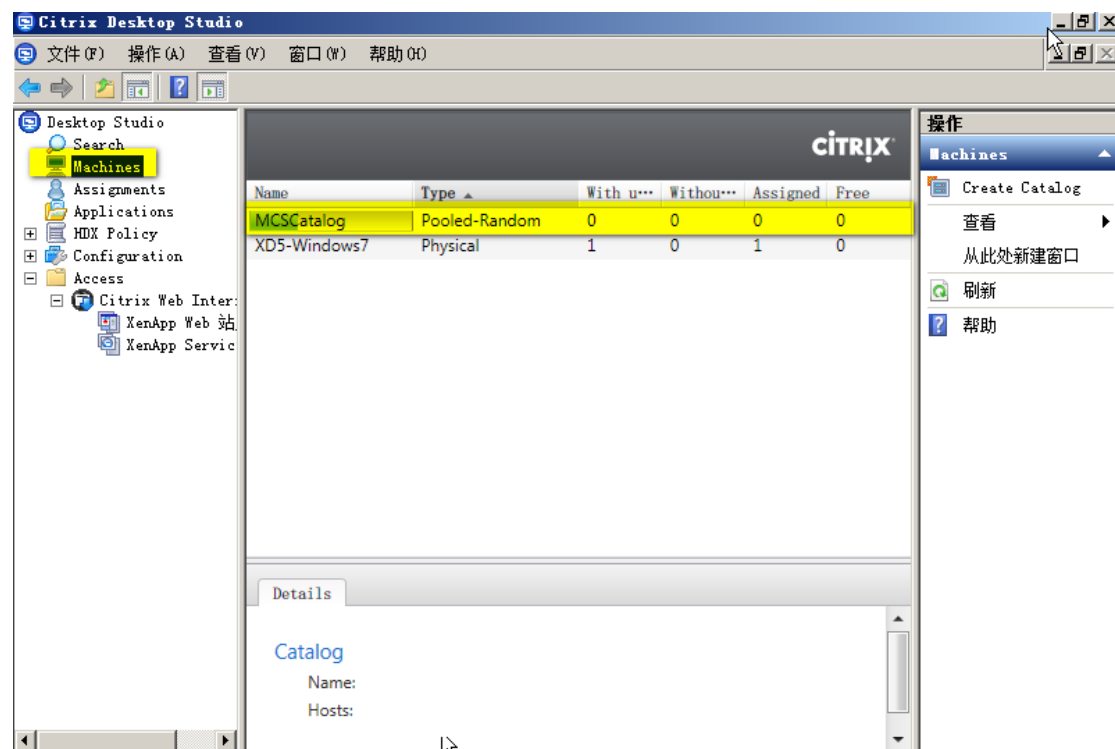 Citrix Desktop Studio
文件(F) 操作(A) 查看(V) 窗口(W) 帮助(H)
Desktop Studio
Search
Machines
Assignments
Applications
HDX Policy
Configuration
Access
Citrix Web Inter
XenApp Web 站
XenApp Servic
CITRIX
Name Type With u··· Withou··· Assigned Free
MCSCatalog Pooled-Random 0 0 0 0
XD5-Windows7 Physical 1 0 1 0
Details
Catalog
Name:
Hosts:
操作
Machines
Create Catalog
查看
从此处新建窗口
刷新
帮助